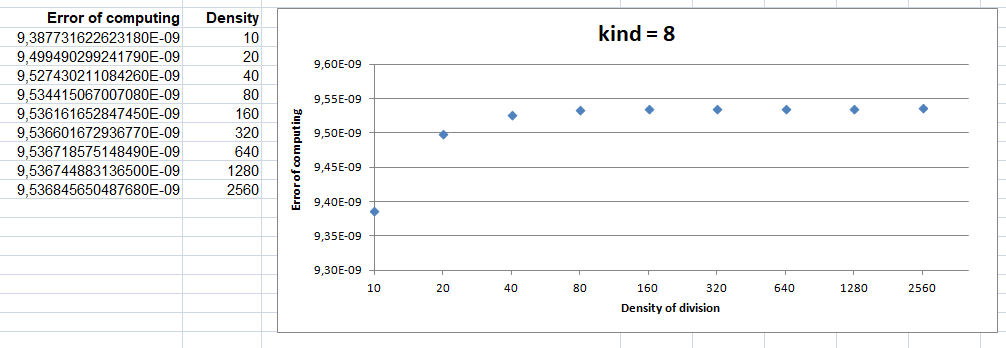 Error of computing Density
9,387731622623180E-09 10
9,499490299241790E-09 20
9,527430211084260E-09 40
9,534415067007080E-09 80
9,536161652847450E-09 160
9,536601672936770E-09 320
9,536718575148490E-09 640
9,536744883136500E-09 1280
9,536845650487680E-09 2560
kind = 8
9,60E-09
9,55E-09
9,50E-09
9,45E-09
9,40E-09
9,35E-09
9,30E-09
Error of computing
10 20 40 80 160 320 640 1280 2560
Density of division